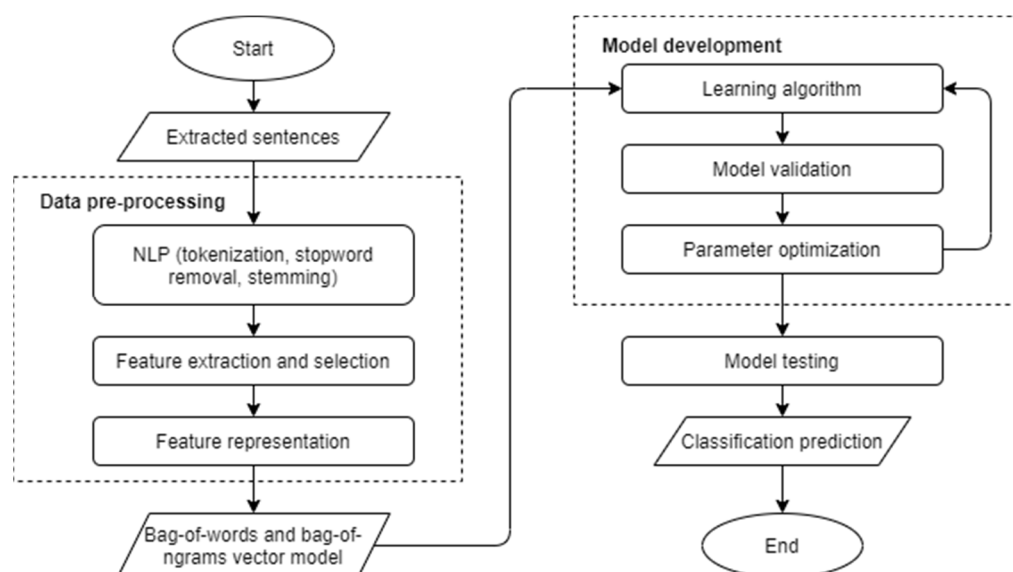 Start
Extracted sentences
Data pre-processing
NLP (tokenization, stopword
removal, stemming)
Feature extraction and selection
Feature representation
Bag-of-words and bag-of-
ngrams vector model
Model development
Learning algorithm
Model validation
Parameter optimization
Model testing
Classification prediction
End